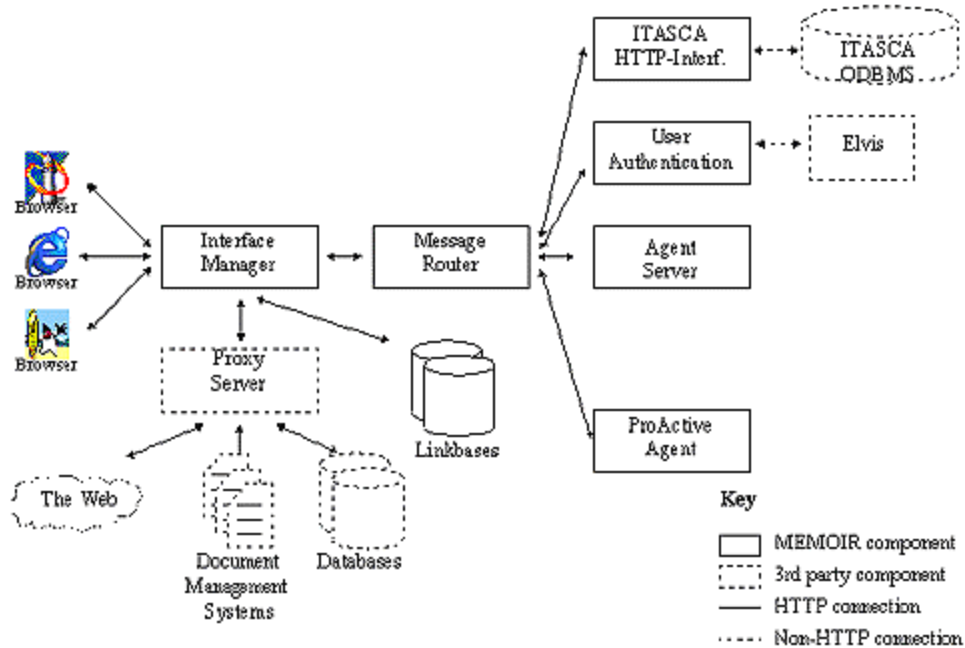 ITASCA
HTTP-Interf.
ITASCA
ODBMS
User
Authentication
Elvis
Browser
Interface
Manager
Message
Router
Agent
Server
Browser
Browser
Proxy
Server
Linkbases
ProActive
Agent
The Web
Document
Management
Systems
Databases
Key
MEMOIR component
3rd party component
HTTP connection
Non-HTTP connection